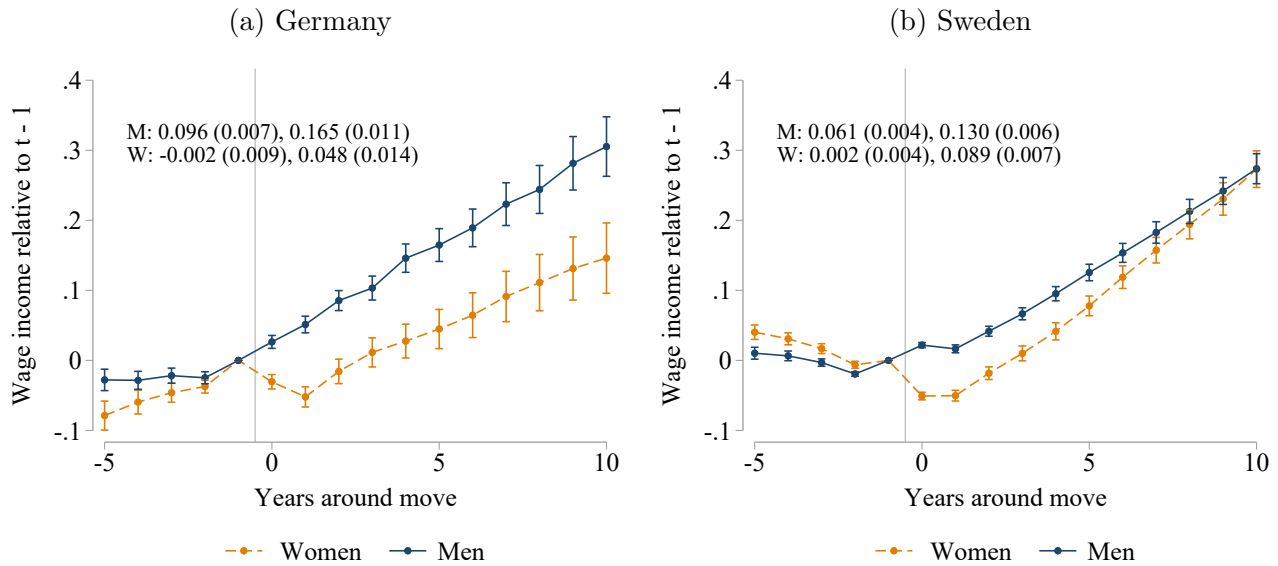 (a) Germany
Wage income relative to t - 1
.4
.3
.2
.1
0
-.1
M: 0.096 (0.007), 0.165 (0.011)
W: -0.002 (0.009), 0.048 (0.014)
-5 0 5 10
Years around move
Women Men
(b) Sweden
Wage income relative to t - 1
.4
.3
.2
.1
0
-.1
M: 0.061 (0.004), 0.130 (0.006)
W: 0.002 (0.004), 0.089 (0.007)
-5 0 5 10
Years around move
Women Men